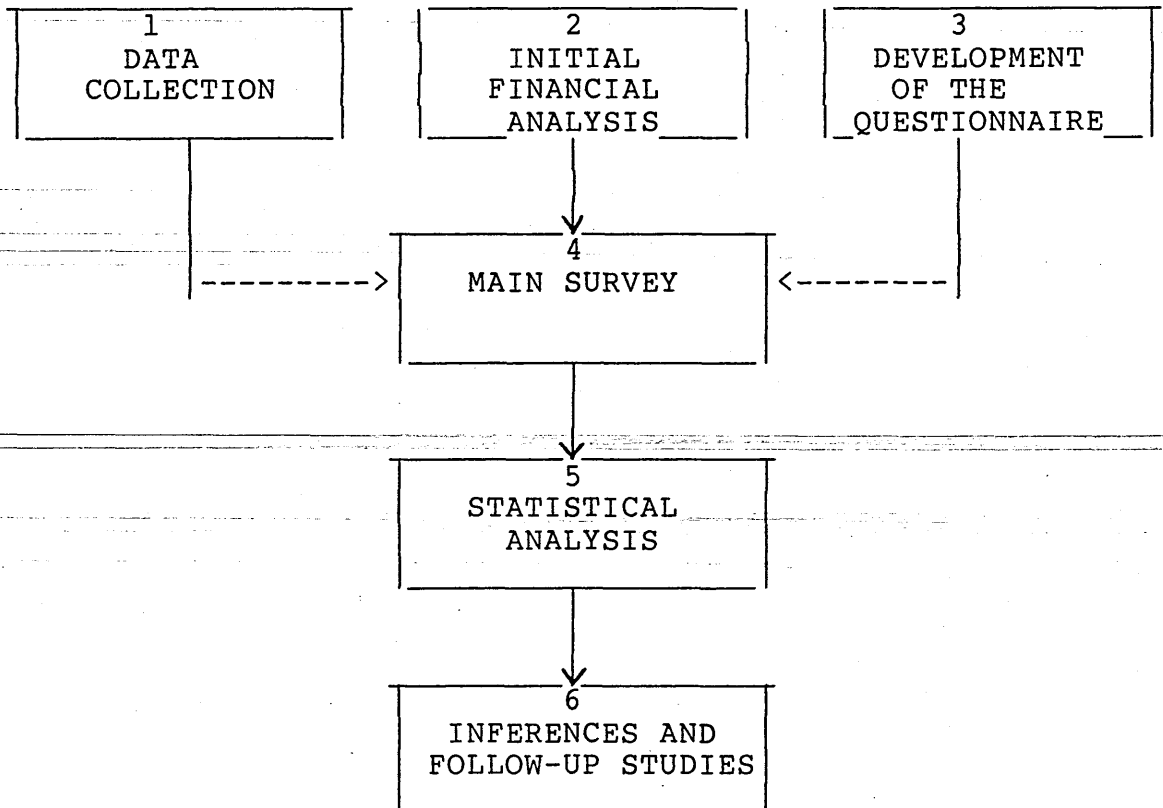 1
DATA
COLLECTION
2
INITIAL
FINANCIAL
ANALYSIS
3
DEVELOPMENT
OF THE
QUESTIONNAIRE
4
MAIN SURVEY
5
STATISTICAL
ANALYSIS
6
INFERENCES AND
FOLLOW-UP STUDIES